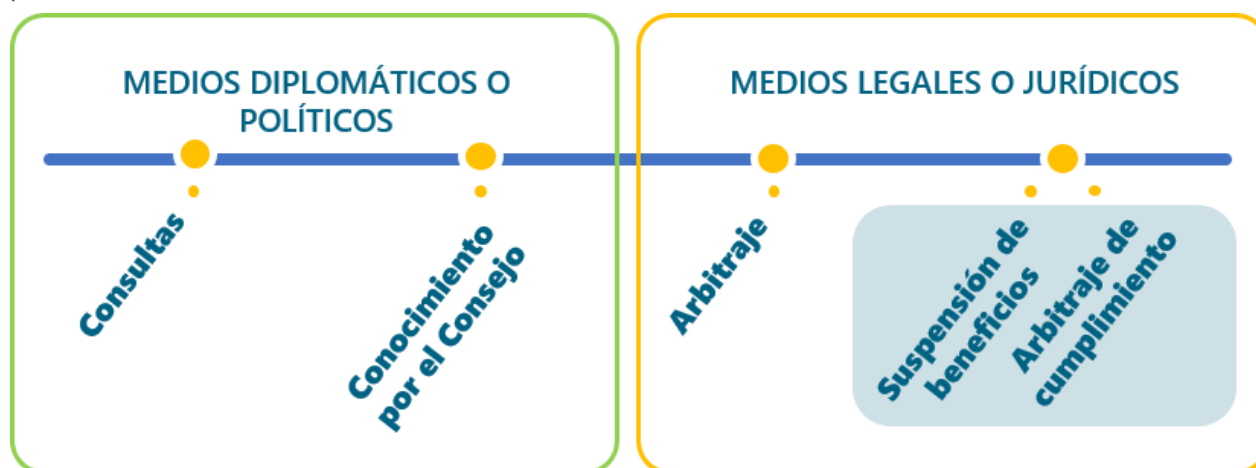 MEDIOS DIPLOMÁTICOS O
POLÍTICOS
Consultas
Conocimiento
por el Consejo
MEDIOS LEGALES O JURÍDICOS
Arbitraje
Suspensión de
beneficios
Arbitraje de
cumplimiento